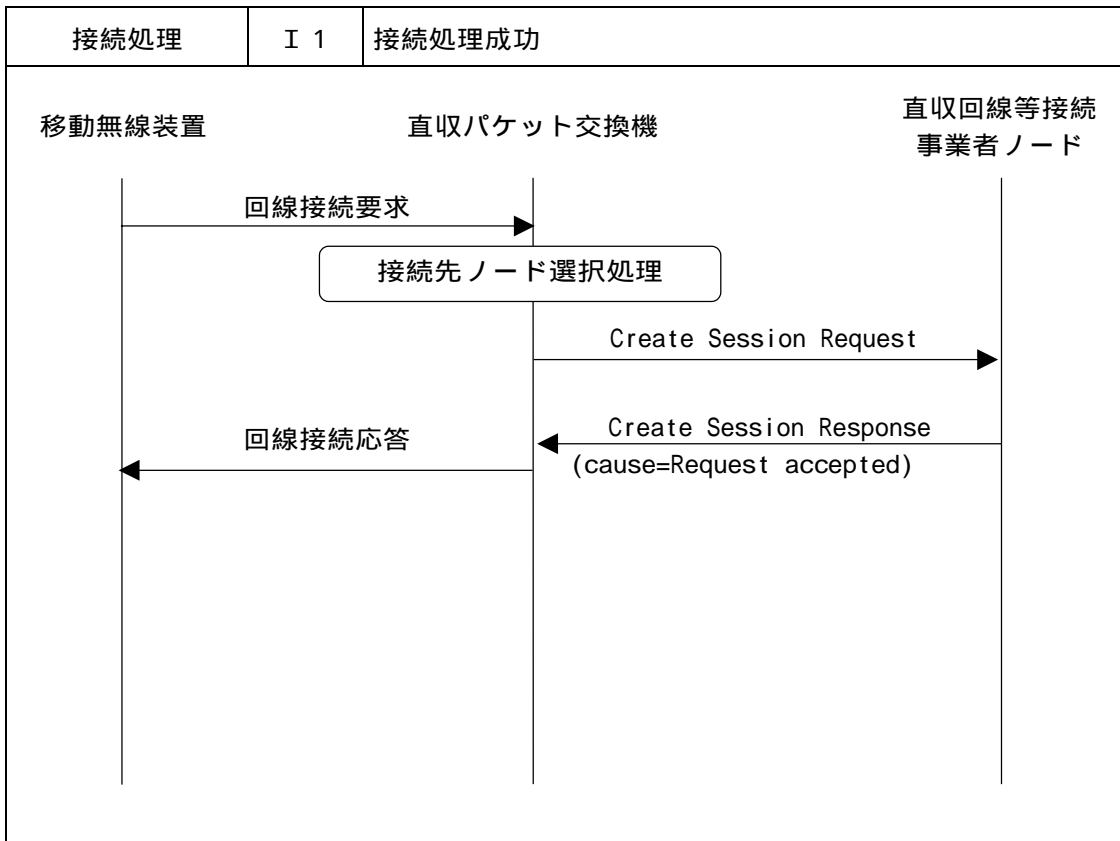 接続処理
Ⅰ1
接続処理成功
移動無線装置
直収パケット交換機
直収回線等接続
事業者ノード
回線接続要求
接続先ノード選択処理
Create Session Request
Create Session Response
回線接続応答
(cause=Request accepted)